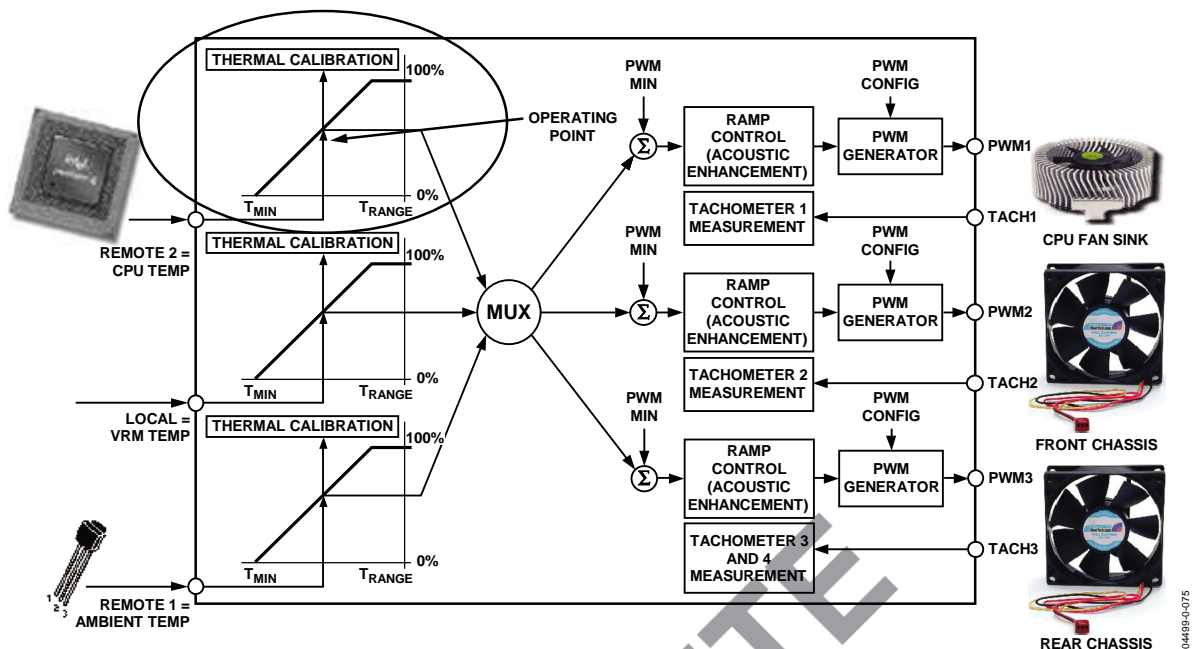 THERMAL CALIBRATION
100%
OPERATING
POINT
0%
TMIN
TRANGE
REMOTE 2 =
CPU TEMP
THERMAL CALIBRATION
100%
0%
TMIN
TRANGE
LOCAL =
VRM TEMP
THERMAL CALIBRATION
100%
0%
TMIN
TRANGE
REMOTE 1 =
AMBIENT TEMP
1
2
3
MUX
PWM
MIN
Σ
RAMP
CONTROL
(ACOUSTIC
ENHANCEMENT)
PWM
CONFIG
PWM
GENERATOR
PWM1
TACHOMETER 1
MEASUREMENT
TACH1
CPU FAN SINK
PWM
MIN
Σ
RAMP
CONTROL
(ACOUSTIC
ENHANCEMENT)
PWM
CONFIG
PWM
GENERATOR
PWM2
TACHOMETER 2
MEASUREMENT
TACH2
FRONT CHASSIS
PWM
MIN
Σ
RAMP
CONTROL
(ACOUSTIC
ENHANCEMENT)
PWM
CONFIG
PWM
GENERATOR
PWM3
TACHOMETER 3
AND 4
MEASUREMENT
TACH3
REAR CHASSIS
04499-0-075